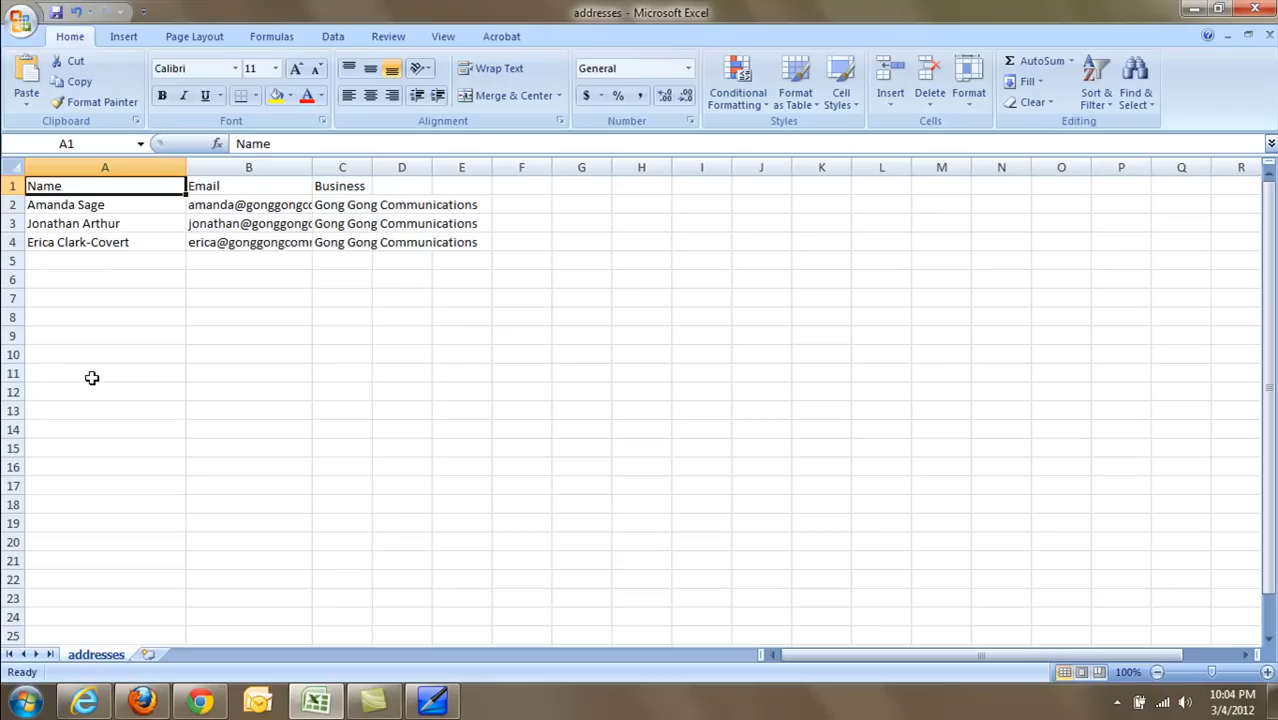 addresses - Microsoft Excel
Home Insert Page Layout Formulas Data Review View Acrobat
Paste Cut Copy Format Painter Clipboard
Calibri 11 A A B I U A Font
Wrap Text Merge & Center Alignment
General $ % , .0 .00 .00 .0 Number
Conditional Formatting Format as Table Cell Styles Styles
Insert Delete Format Cells
Σ AutoSum Fill Clear Sort & Filter Find & Select Editing
A1 fx Name
A B C D E F G H I J K L M N O P Q R
1 Name Email Business
2 Amanda Sage amanda@gonggongco Gong Gong Communications
3 Jonathan Arthur jonathan@gonggongc Gong Gong Communications
4 Erica Clark-Covert erica@gonggongcom Gong Gong Communications
5
6
7
8
9
10
11
12
13
14
15
16
17
18
19
20
21
22
23
24
25
addresses
Ready 100%
10:04 PM
3/4/2012